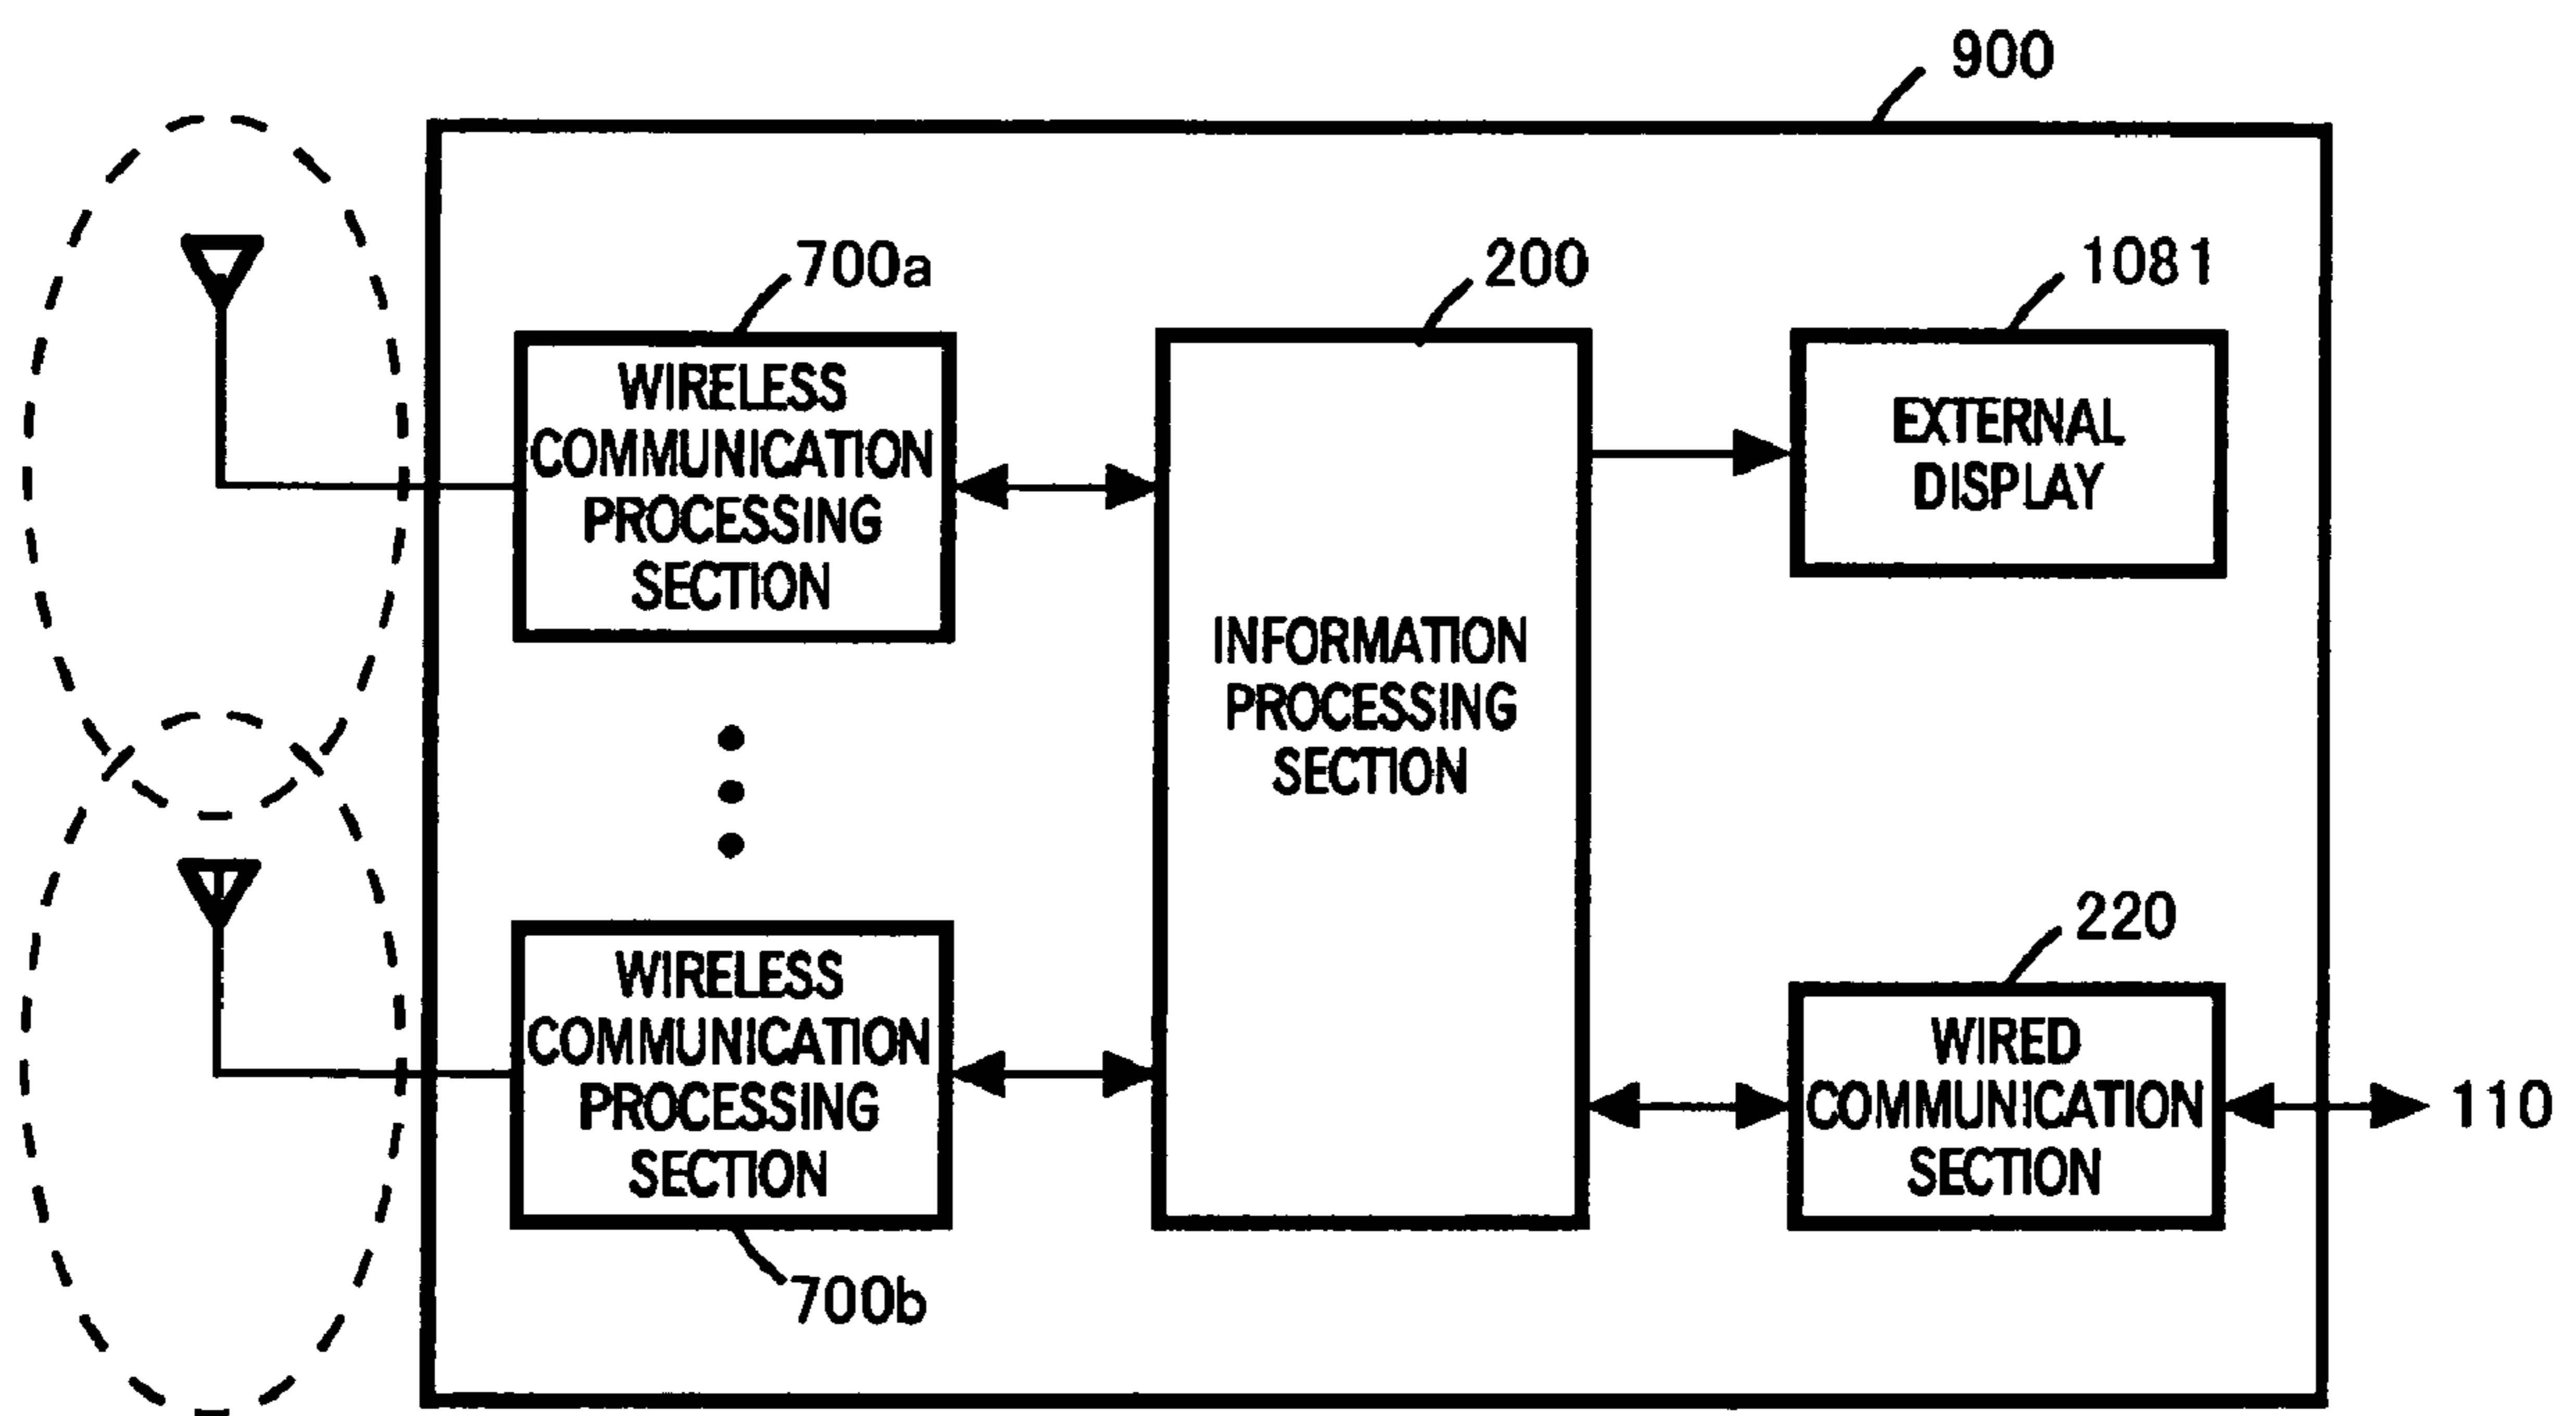 900
700a
200
1081
WIRELESS
COMMUNICATION
PROCESSING
SECTION
EXTERNAL
DISPLAY
INFORMATION
PROCESSING
SECTION
220
WIRELESS
COMMUNICATION
PROCESSING
SECTION
WIRED
COMMUNICATION
SECTION
110
700b